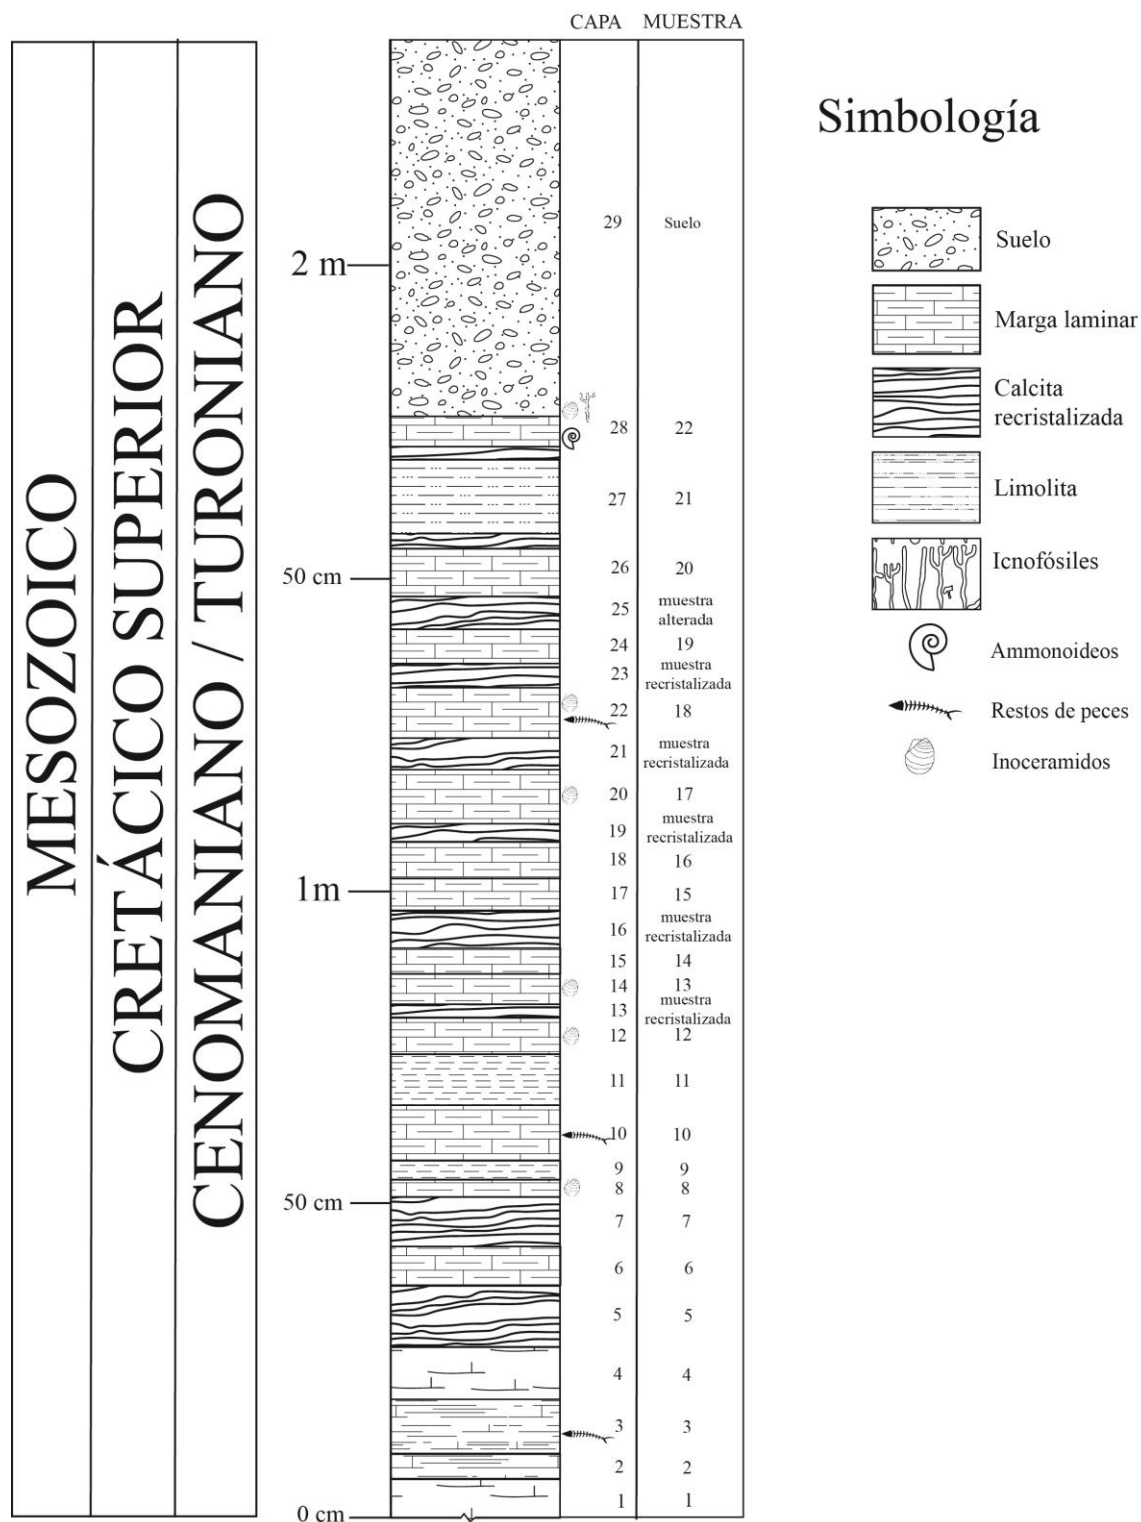 CAPA MUESTRA
MESOZOICO
CRETÁCICO SUPERIOR
CENOMANIANO / TURONIANO
2 m
50 cm
1m
50 cm
0 cm
29 Suelo
28 22
27 21
26 20
25 muestra
alterada
24 19
23 muestra
recristalizada
22 18
21 muestra
recristalizada
20 17
19 muestra
recristalizada
18 16
17 15
16 muestra
recristalizada
15 14
14 13
13 muestra
recristalizada
12 12
11 11
10 10
9 9
8 8
7 7
6 6
5 5
4 4
3 3
2 2
1 1
Simbología
Suelo
Marga laminar
Calcita
recristalizada
Limolita
Icnofósiles
Ammonoideos
Restos de peces
Inoceramidos